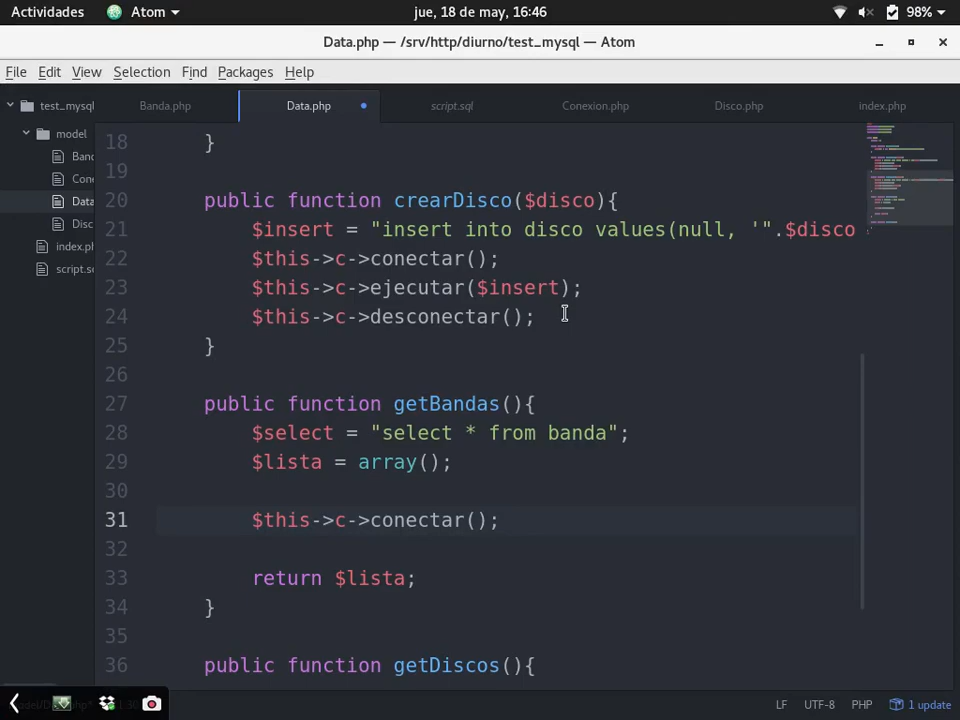 Actividades Atom jue, 18 de may, 16:46 98%
Data.php — /srv/http/diurno/test_mysql — Atom
File Edit View Selection Find Packages Help
test_mysql Banda.php Data.php script.sql Conexion.php Disco.php index.php
model
Band
Cone
Data
Disc
index.ph
script.sc
18 }
19
20 public function crearDisco($disco){
21 $insert = "insert into disco values(null, '".$disco
22 $this->c->conectar();
23 $this->c->ejecutar($insert);
24 $this->c->desconectar();
25 }
26
27 public function getBandas(){
28 $select = "select * from banda";
29 $lista = array();
30
31 $this->c->conectar();
32
33 return $lista;
34 }
35
36 public function getDiscos(){
LF UTF-8 PHP 1 update